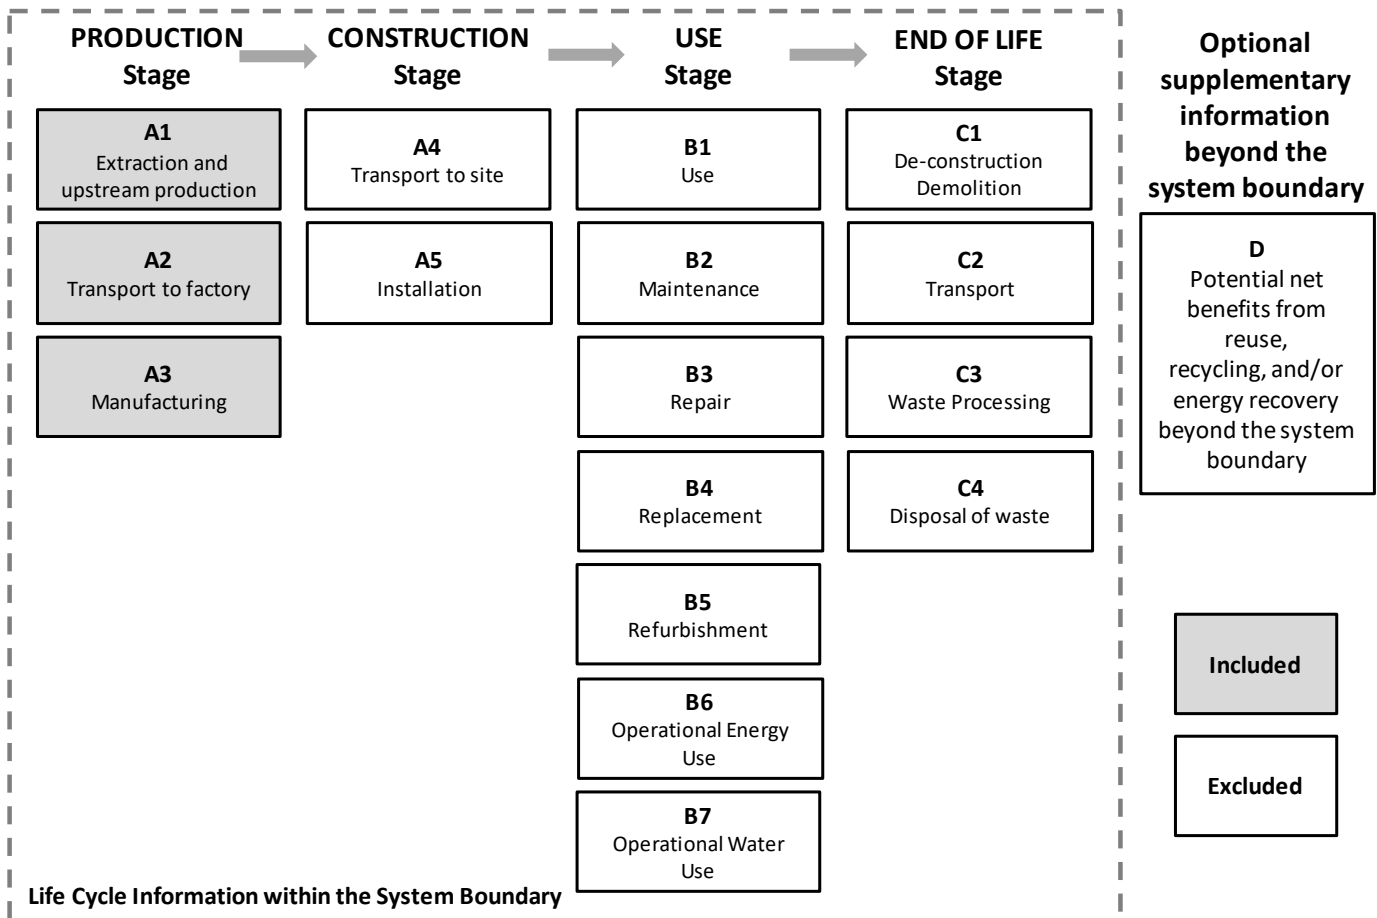 PRODUCTION
Stage
CONSTRUCTION
Stage
USE
Stage
END OF LIFE
Stage
A1
Extraction and
upstream production
A2
Transport to factory
A3
Manufacturing
A4
Transport to site
A5
Installation
B1
Use
B2
Maintenance
B3
Repair
B4
Replacement
B5
Refurbishment
B6
Operational Energy
Use
B7
Operational Water
Use
C1
De-construction
Demolition
C2
Transport
C3
Waste Processing
C4
Disposal of waste
Life Cycle Information within the System Boundary
Optional
supplementary
information
beyond the
system boundary
D
Potential net
benefits from
reuse,
recycling, and/or
energy recovery
beyond the system
boundary
Included
Excluded